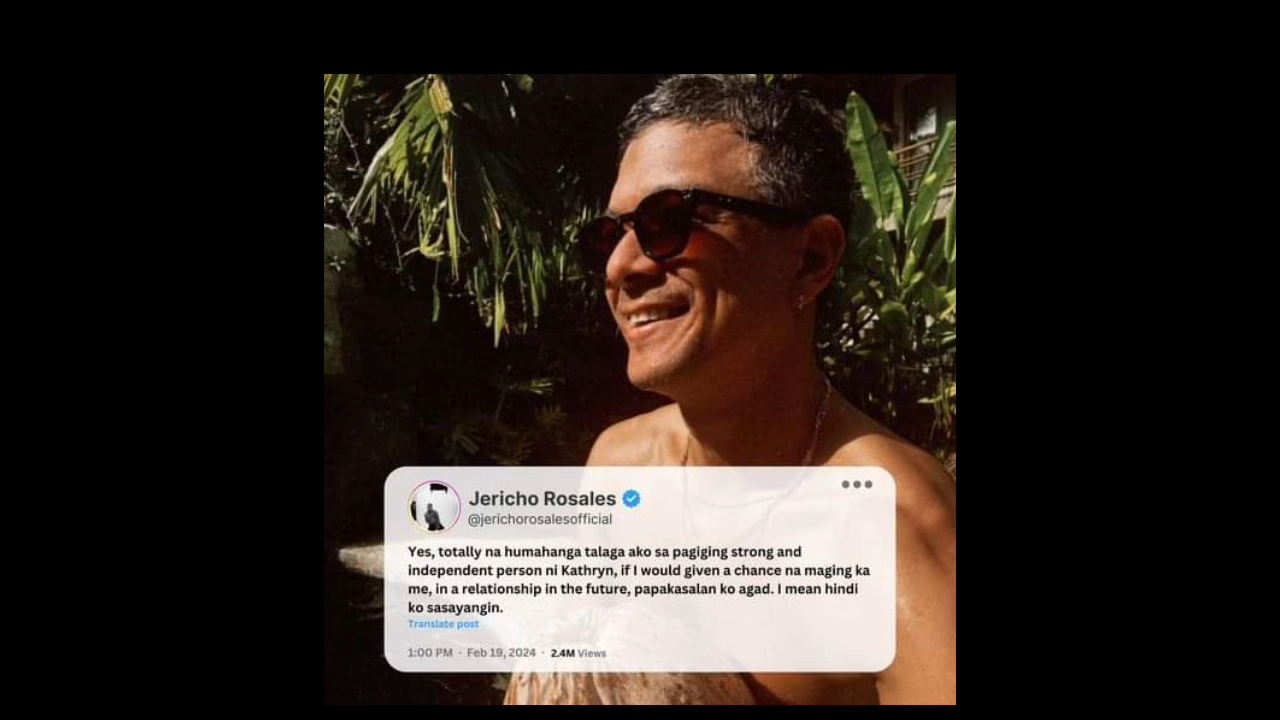 Jericho Rosales
@jerichorosalesofficial
Yes, totally na humahanga talaga ako sa pagiging strong and
independent person ni Kathryn, if I would given a chance na maging ka
me, in a relationship in the future, papakasalan ko agad. I mean hindi
ko sasayangin.
Translate post
1:00 PM · Feb 19, 2024 · 2.4M Views